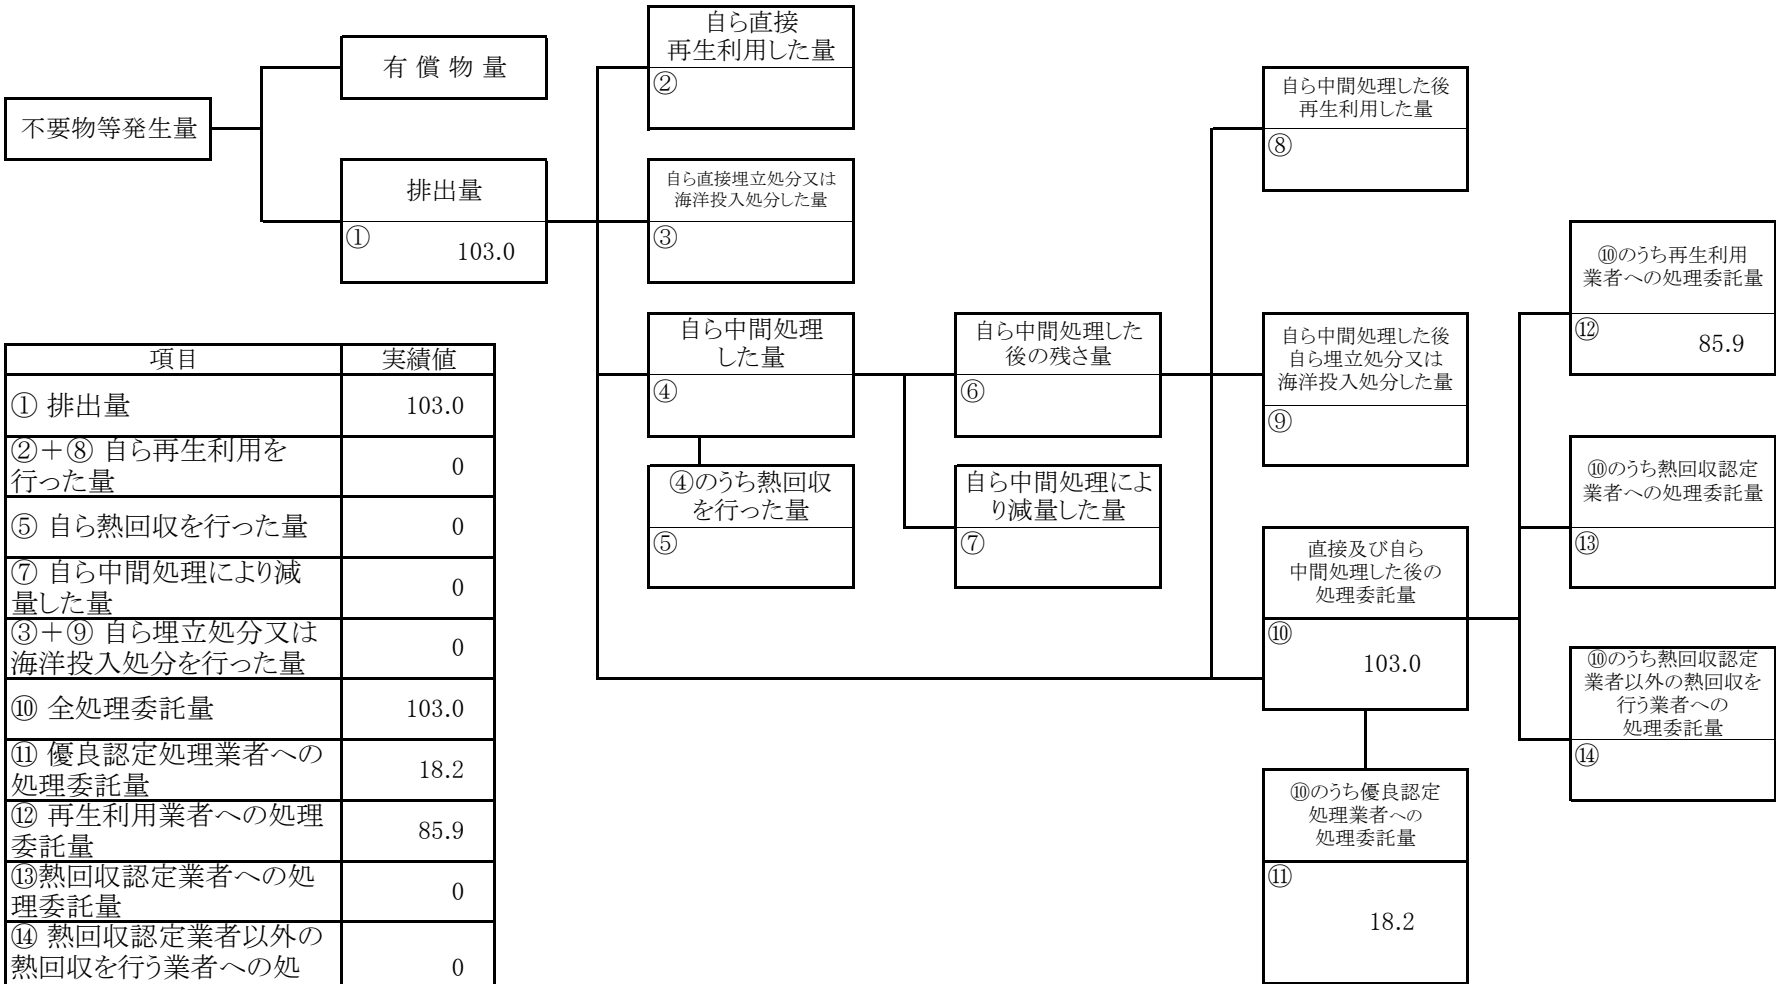 不要物等発生量
有 償 物 量
排出量
①
103.0
自ら直接
再生利用した量
②
自ら直接埋立処分又は
海洋投入処分した量
③
自ら中間処理
した量
④
④のうち熱回収
を行った量
⑤
自ら中間処理した
後の残さ量
⑥
自ら中間処理によ
り減量した量
⑦
自ら中間処理した後
再生利用した量
⑧
自ら中間処理した後
自ら埋立処分又は
海洋投入処分した量
⑨
直接及び自ら
中間処理した後の
処理委託量
⑩
103.0
⑩のうち優良認定
処理業者への
処理委託量
⑪
18.2
⑩のうち再生利用
業者への処理委託量
⑫
85.9
⑩のうち熱回収認定
業者への処理委託量
⑬
⑩のうち熱回収認定
業者以外の熱回収を
行う業者への
処理委託量
⑭
項目 実績値
① 排出量 103.0
②＋⑧ 自ら再生利用を
行った量 0
⑤ 自ら熱回収を行った量 0
⑦ 自ら中間処理により減
量した量 0
③＋⑨ 自ら埋立処分又は
海洋投入処分を行った量 0
⑩ 全処理委託量 103.0
⑪ 優良認定処理業者への
処理委託量 18.2
⑫ 再生利用業者への処理
委託量 85.9
⑬熱回収認定業者への処
理委託量 0
⑭ 熱回収認定業者以外の
熱回収を行う業者への処 0